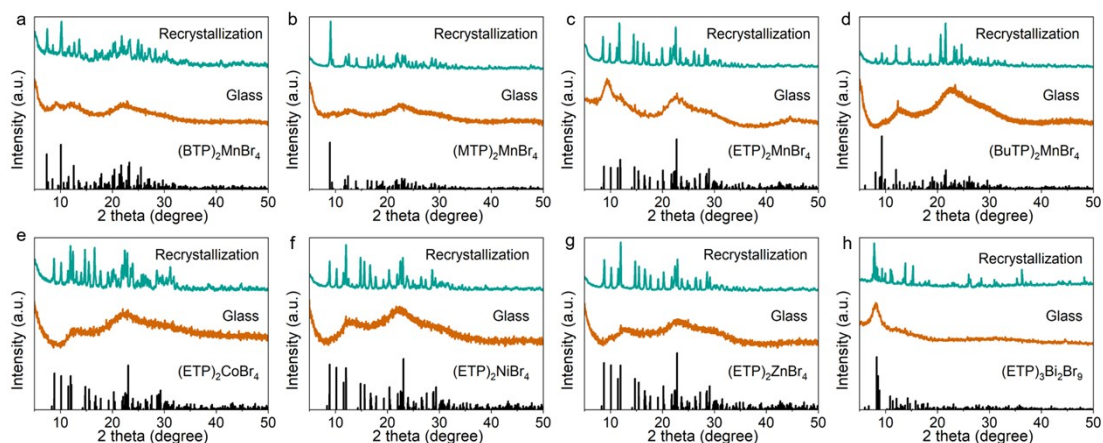 a
Recrystallization
Glass
(BTP)₂MnBr₄
Intensity (a.u.)
10 20 30 40 50
2 theta (degree)
b
Recrystallization
Glass
(MTP)₂MnBr₄
Intensity (a.u.)
10 20 30 40 50
2 theta (degree)
c
Recrystallization
Glass
(ETP)₂MnBr₄
Intensity (a.u.)
10 20 30 40 50
2 theta (degree)
d
Recrystallization
Glass
(BuTP)₂MnBr₄
Intensity (a.u.)
10 20 30 40 50
2 theta (degree)
e
Recrystallization
Glass
(ETP)₂CoBr₄
Intensity (a.u.)
10 20 30 40 50
2 theta (degree)
f
Recrystallization
Glass
(ETP)₂NiBr₄
Intensity (a.u.)
10 20 30 40 50
2 theta (degree)
g
Recrystallization
Glass
(ETP)₂ZnBr₄
Intensity (a.u.)
10 20 30 40 50
2 theta (degree)
h
Recrystallization
Glass
(ETP)₃Bi₂Br₉
Intensity (a.u.)
10 20 30 40 50
2 theta (degree)